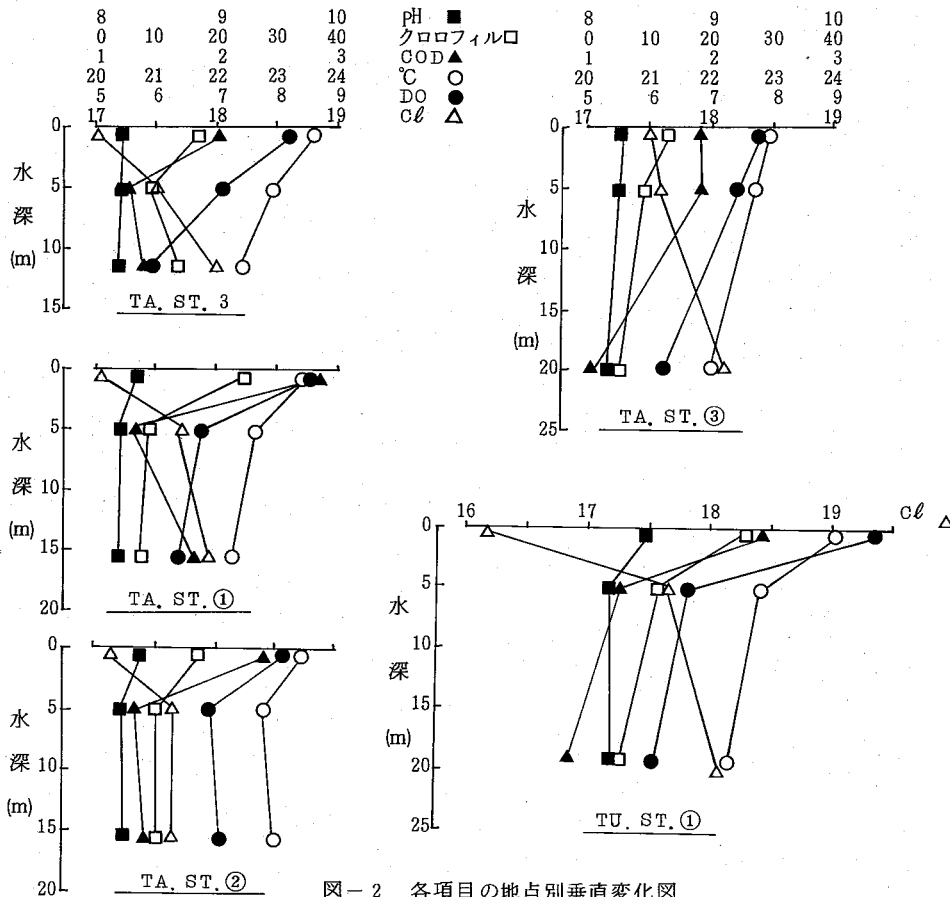 8 9 10
0 10 20 30 40
1 2 3
20 21 22 23 24
5 6 7 8 9
17 18 19
pH ■
クロロフィル□
COD ▲
℃ ○
DO ●
Cℓ △
8 9 10
0 10 20 30 40
1 2 3
20 21 22 23 24
5 6 7 8 9
17 18 19
0
5
10
15
水深
(m)
TA. ST. 3
0
5
10
15
20
25
水深
(m)
TA. ST. ③
0
5
10
15
20
水深
(m)
TA. ST. ①
16 17 18 19 Cℓ △
0
5
10
15
20
25
水深
(m)
TU. ST. ①
0
5
10
15
20
水深
(m)
TA. ST. ②
図-2 各項目の地点別垂直変化図